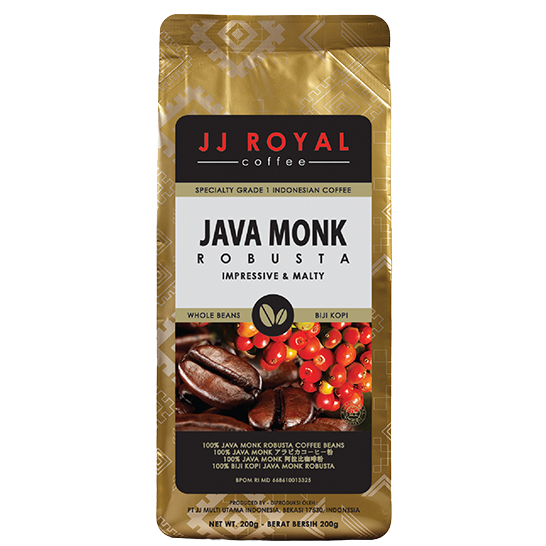 JJ ROYAL
coffee
SPECIALTY GRADE 1 INDONESIAN COFFEE
JAVA MONK
ROBUSTA
IMPRESSIVE & MALTY
WHOLE BEANS
BIJI KOPI
100% JAVA MONK ROBUSTA COFFEE BEANS
100% JAVA MONK アラビカコーヒー粉
100% JAVA MONK 阿拉比咖啡粉
100% BIJI KOPI JAVA MONK ROBUSTA
BPOM RI MD 668610013325
PRODUCED BY - DIPRODUKSI OLEH
PT JJ MULTI UTAMA INDONESIA, BEKASI 17530, INDONESIA
NET WT. 200g - BERAT BERSIH 200g